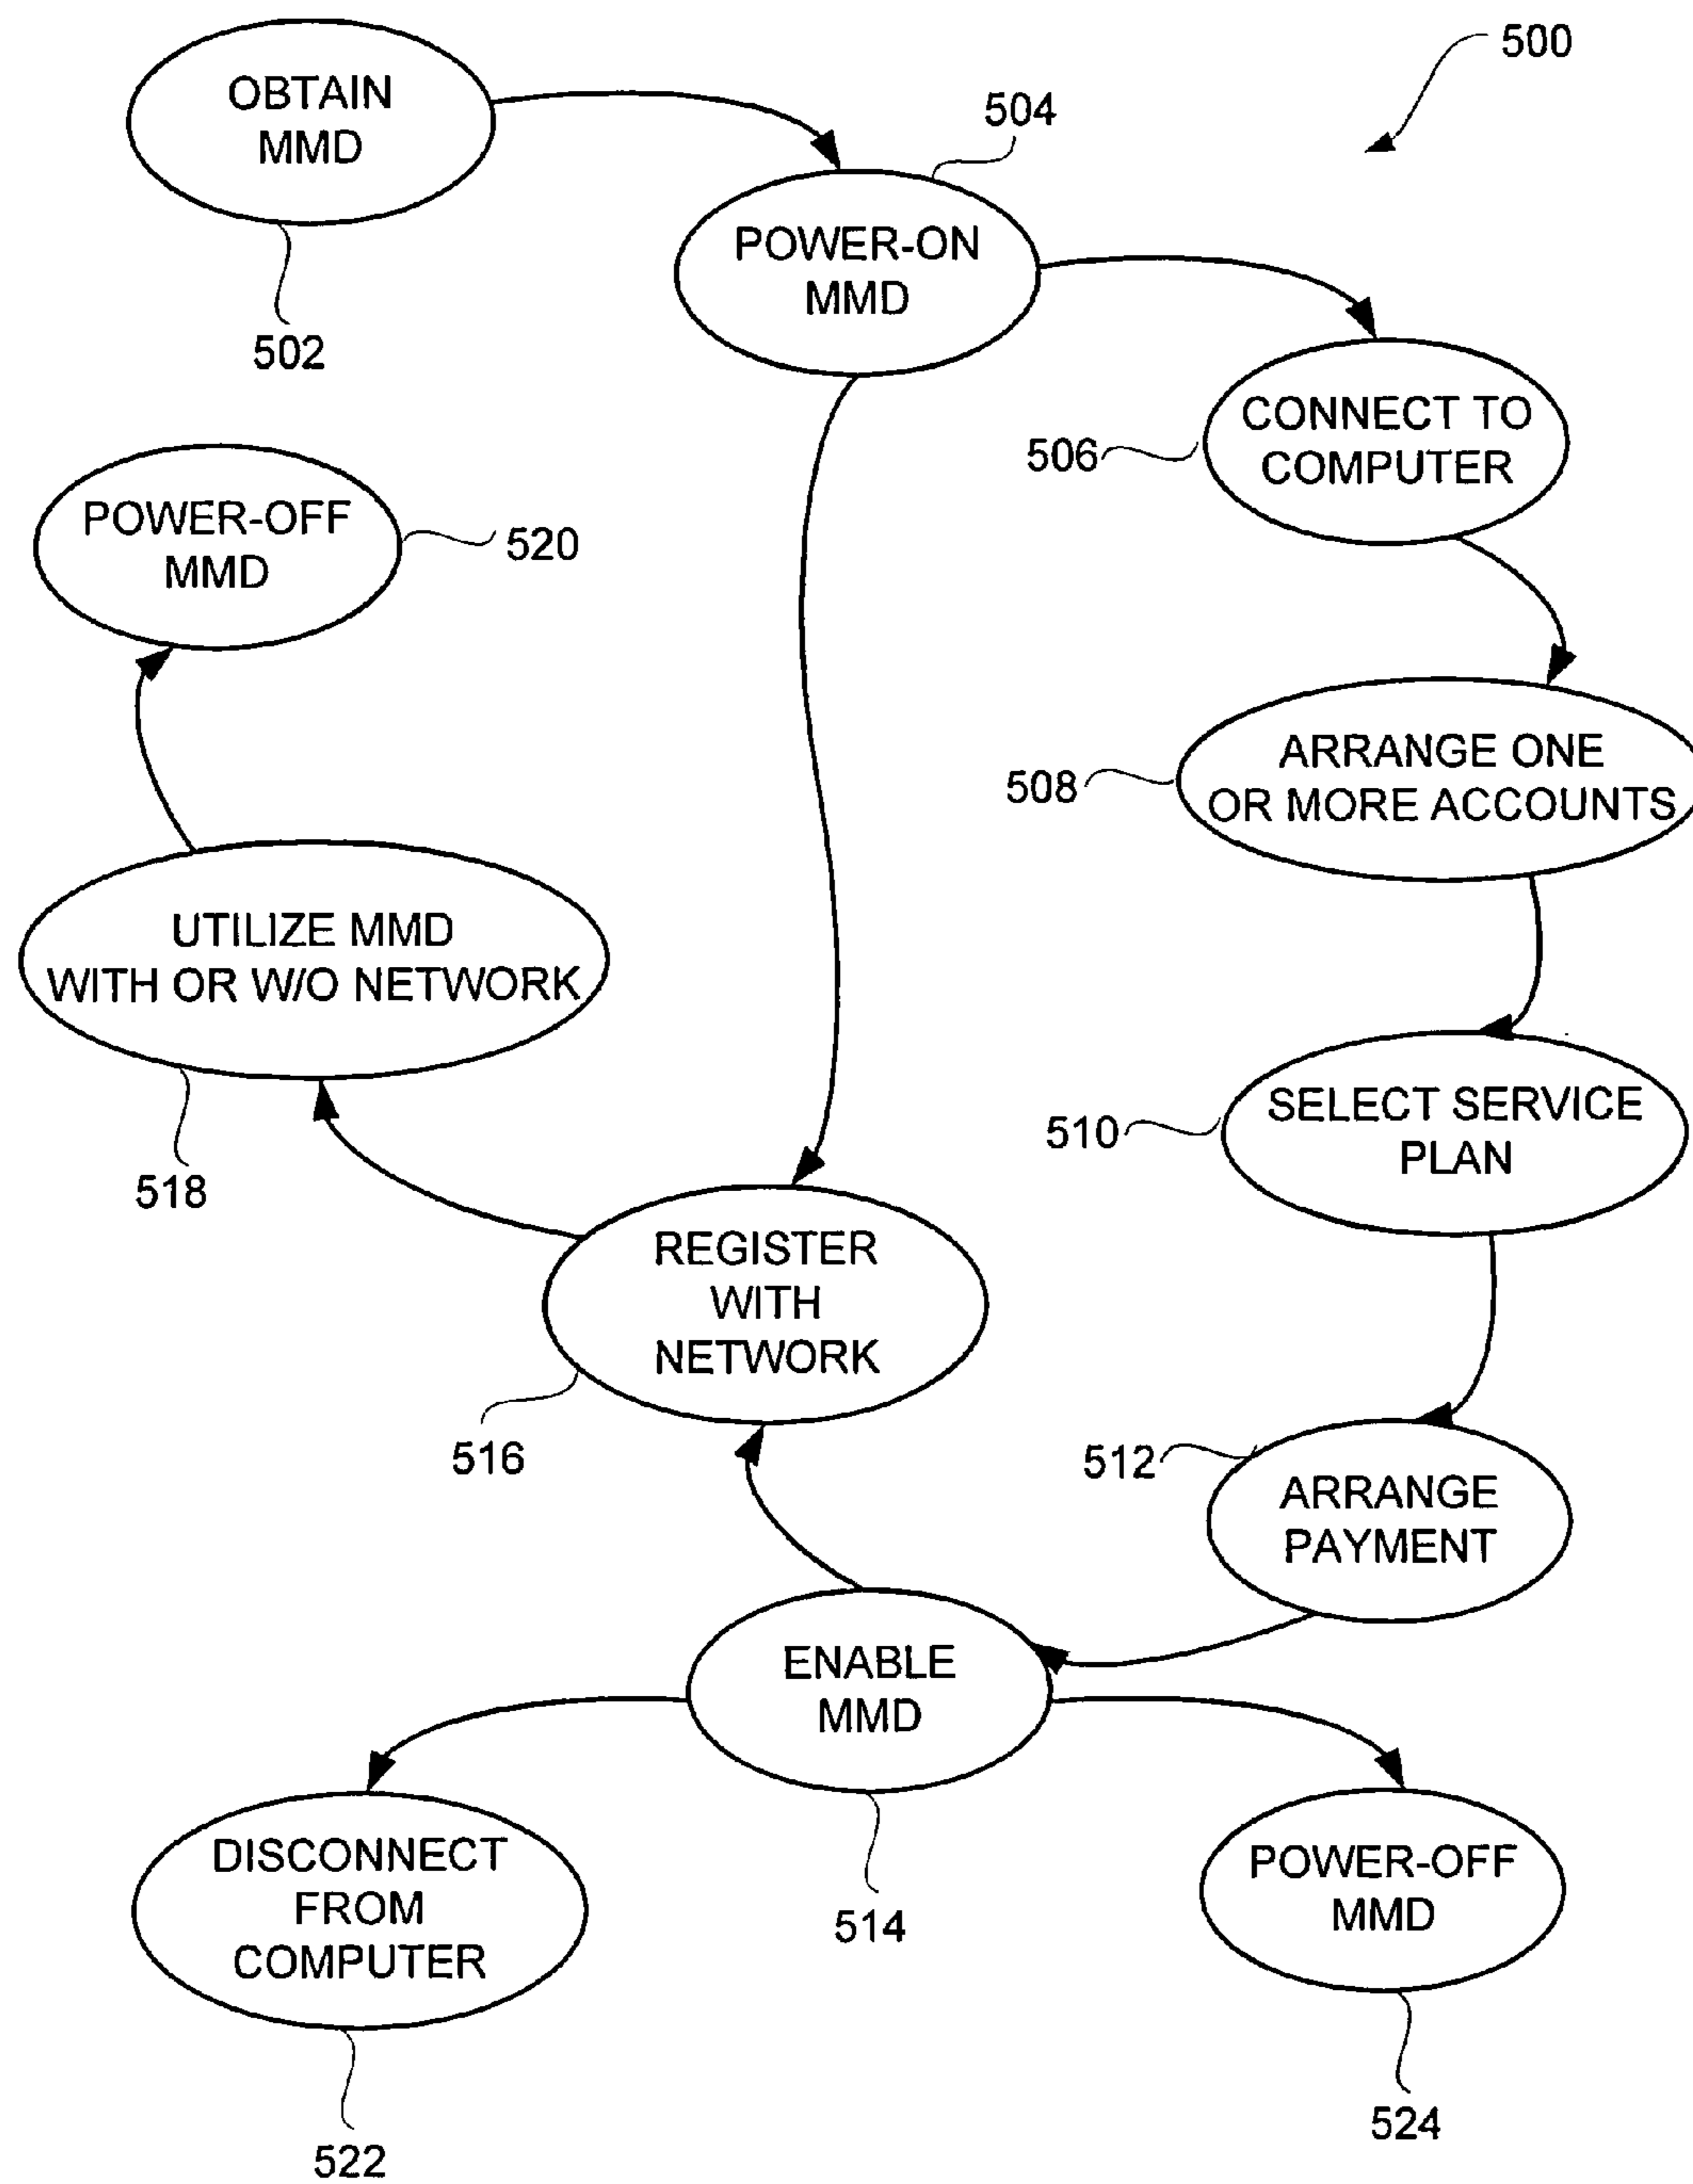 500
OBTAIN
MMD
502
504
POWER-ON
MMD
506
CONNECT TO
COMPUTER
POWER-OFF
MMD
520
508
ARRANGE ONE
OR MORE ACCOUNTS
UTILIZE MMD
WITH OR W/O NETWORK
518
510
SELECT SERVICE
PLAN
REGISTER
WITH
NETWORK
516
512
ARRANGE
PAYMENT
ENABLE
MMD
514
DISCONNECT
FROM
COMPUTER
522
POWER-OFF
MMD
524